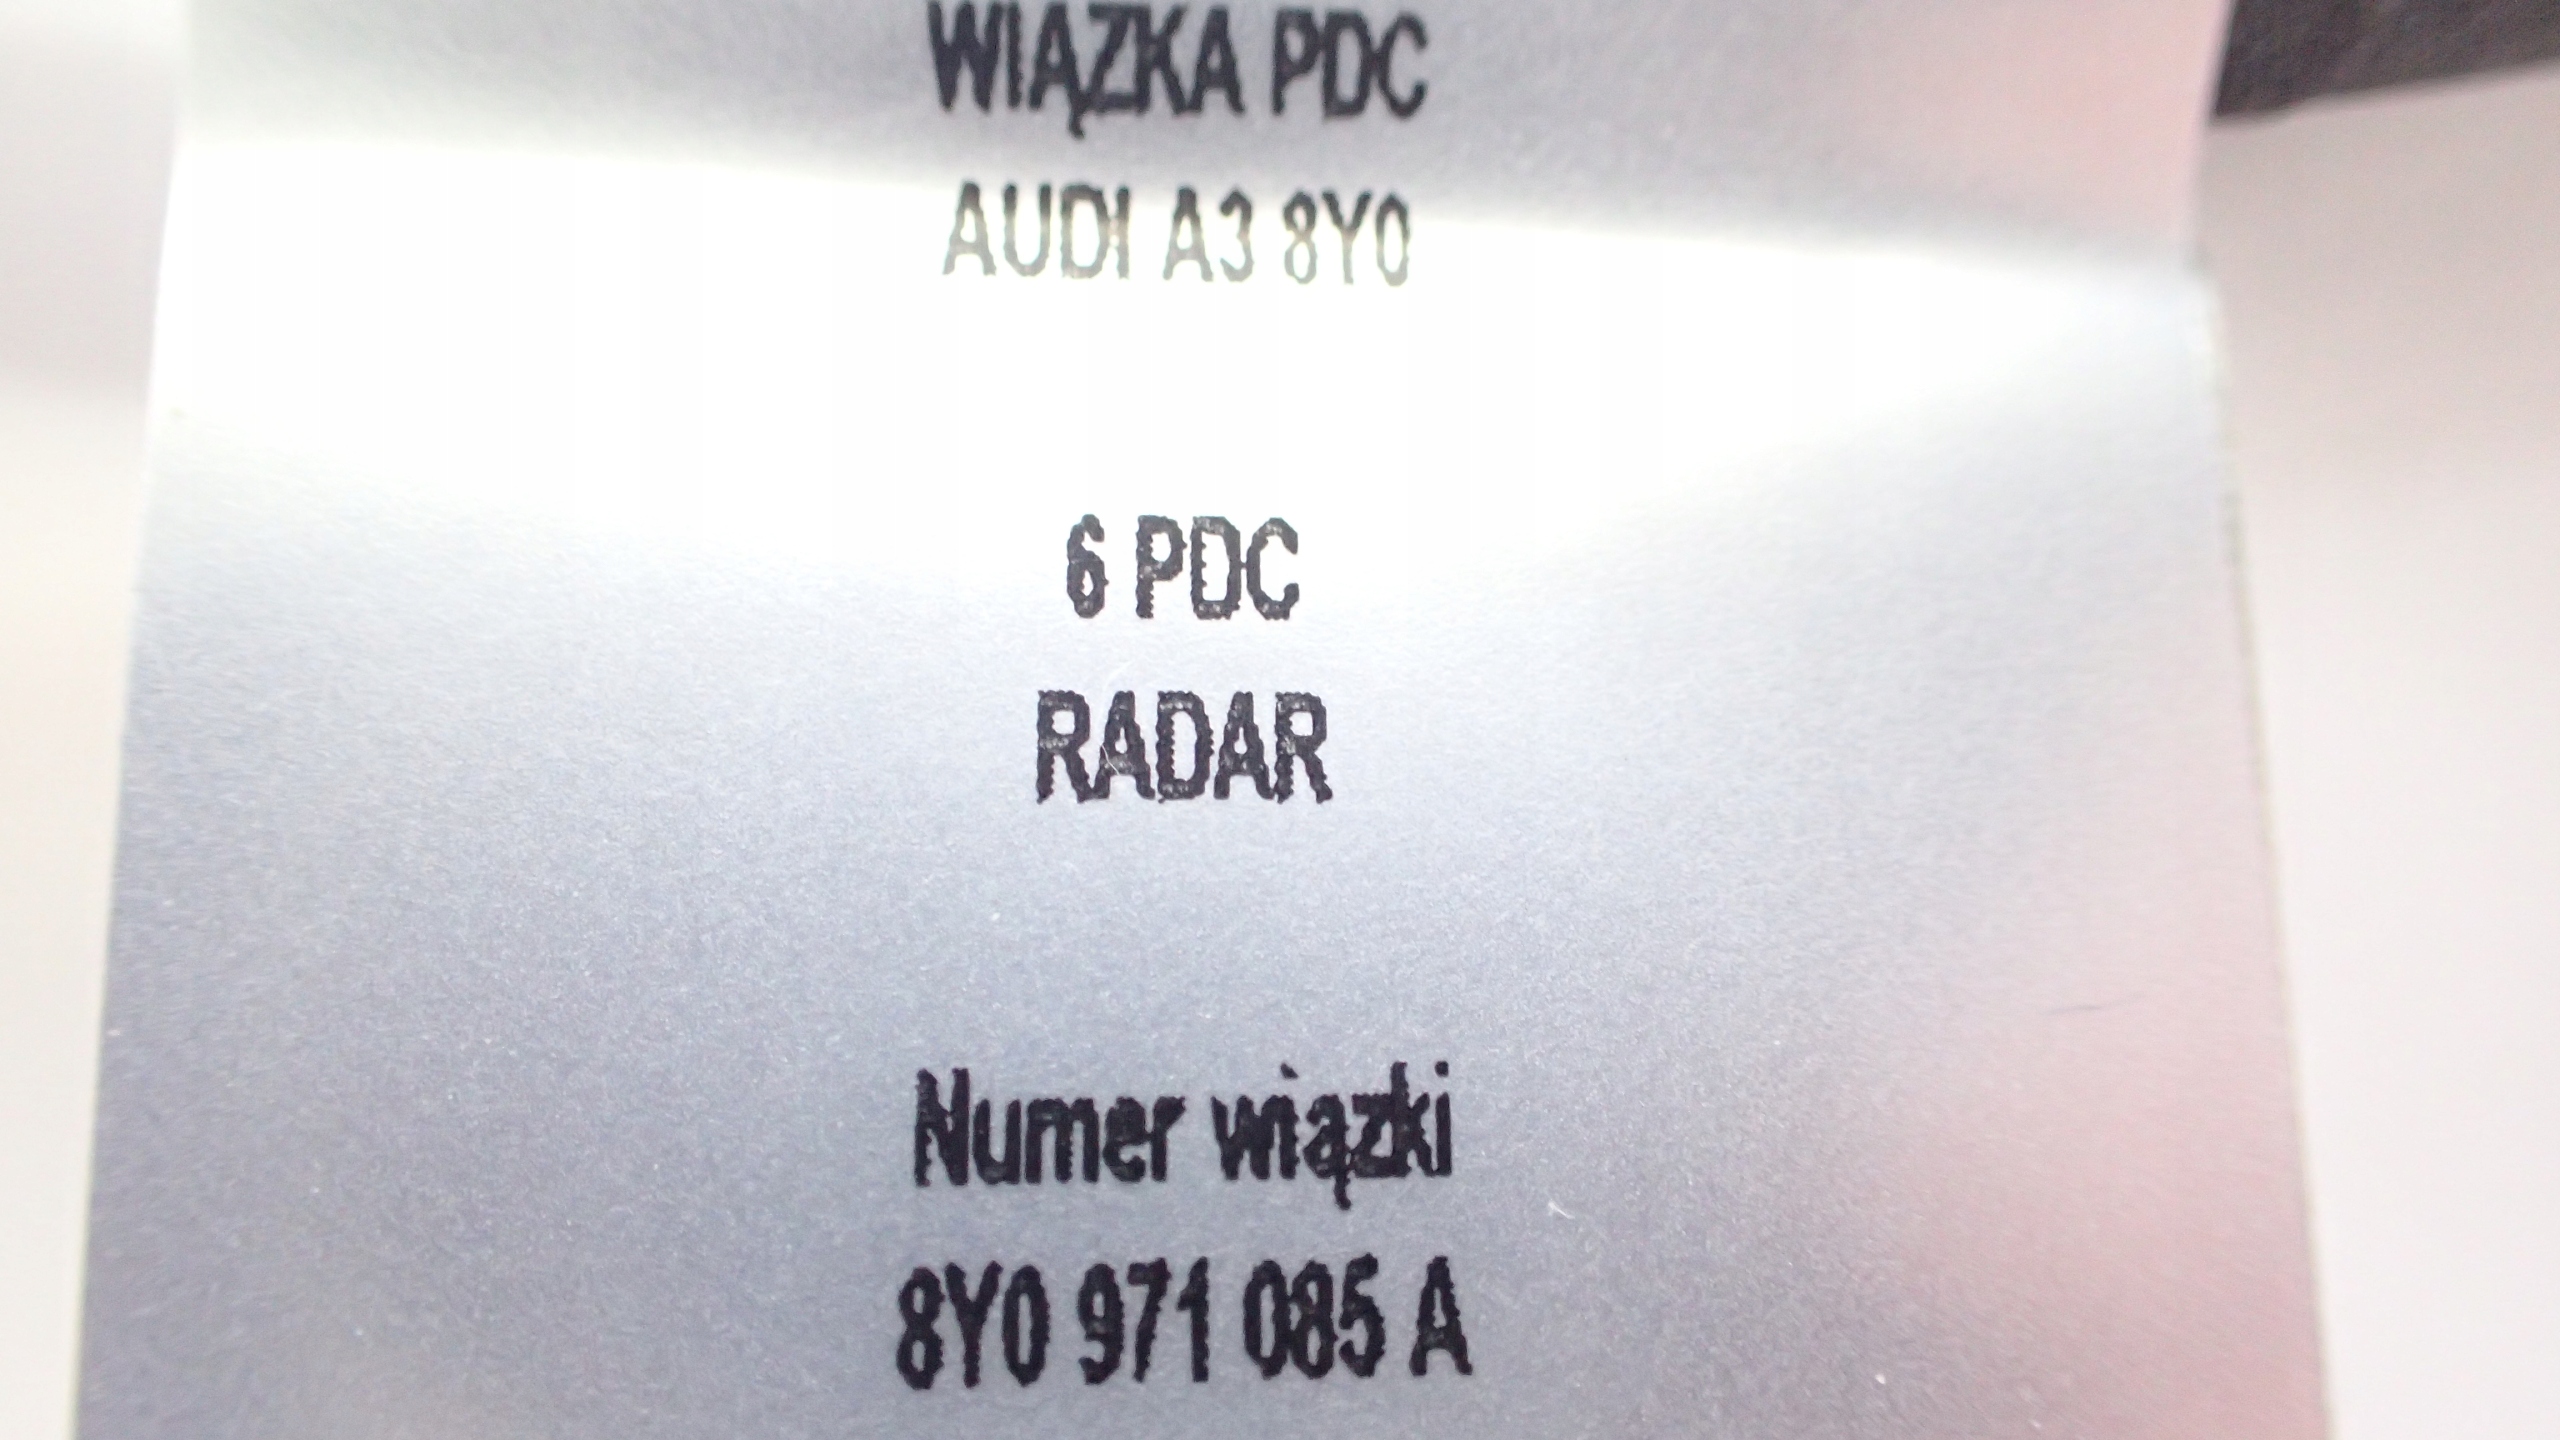 WIĄZKA PDC
AUDI A3 8Y0
6 PDC
RADAR
Numer wiązki
8Y0 971 085 A